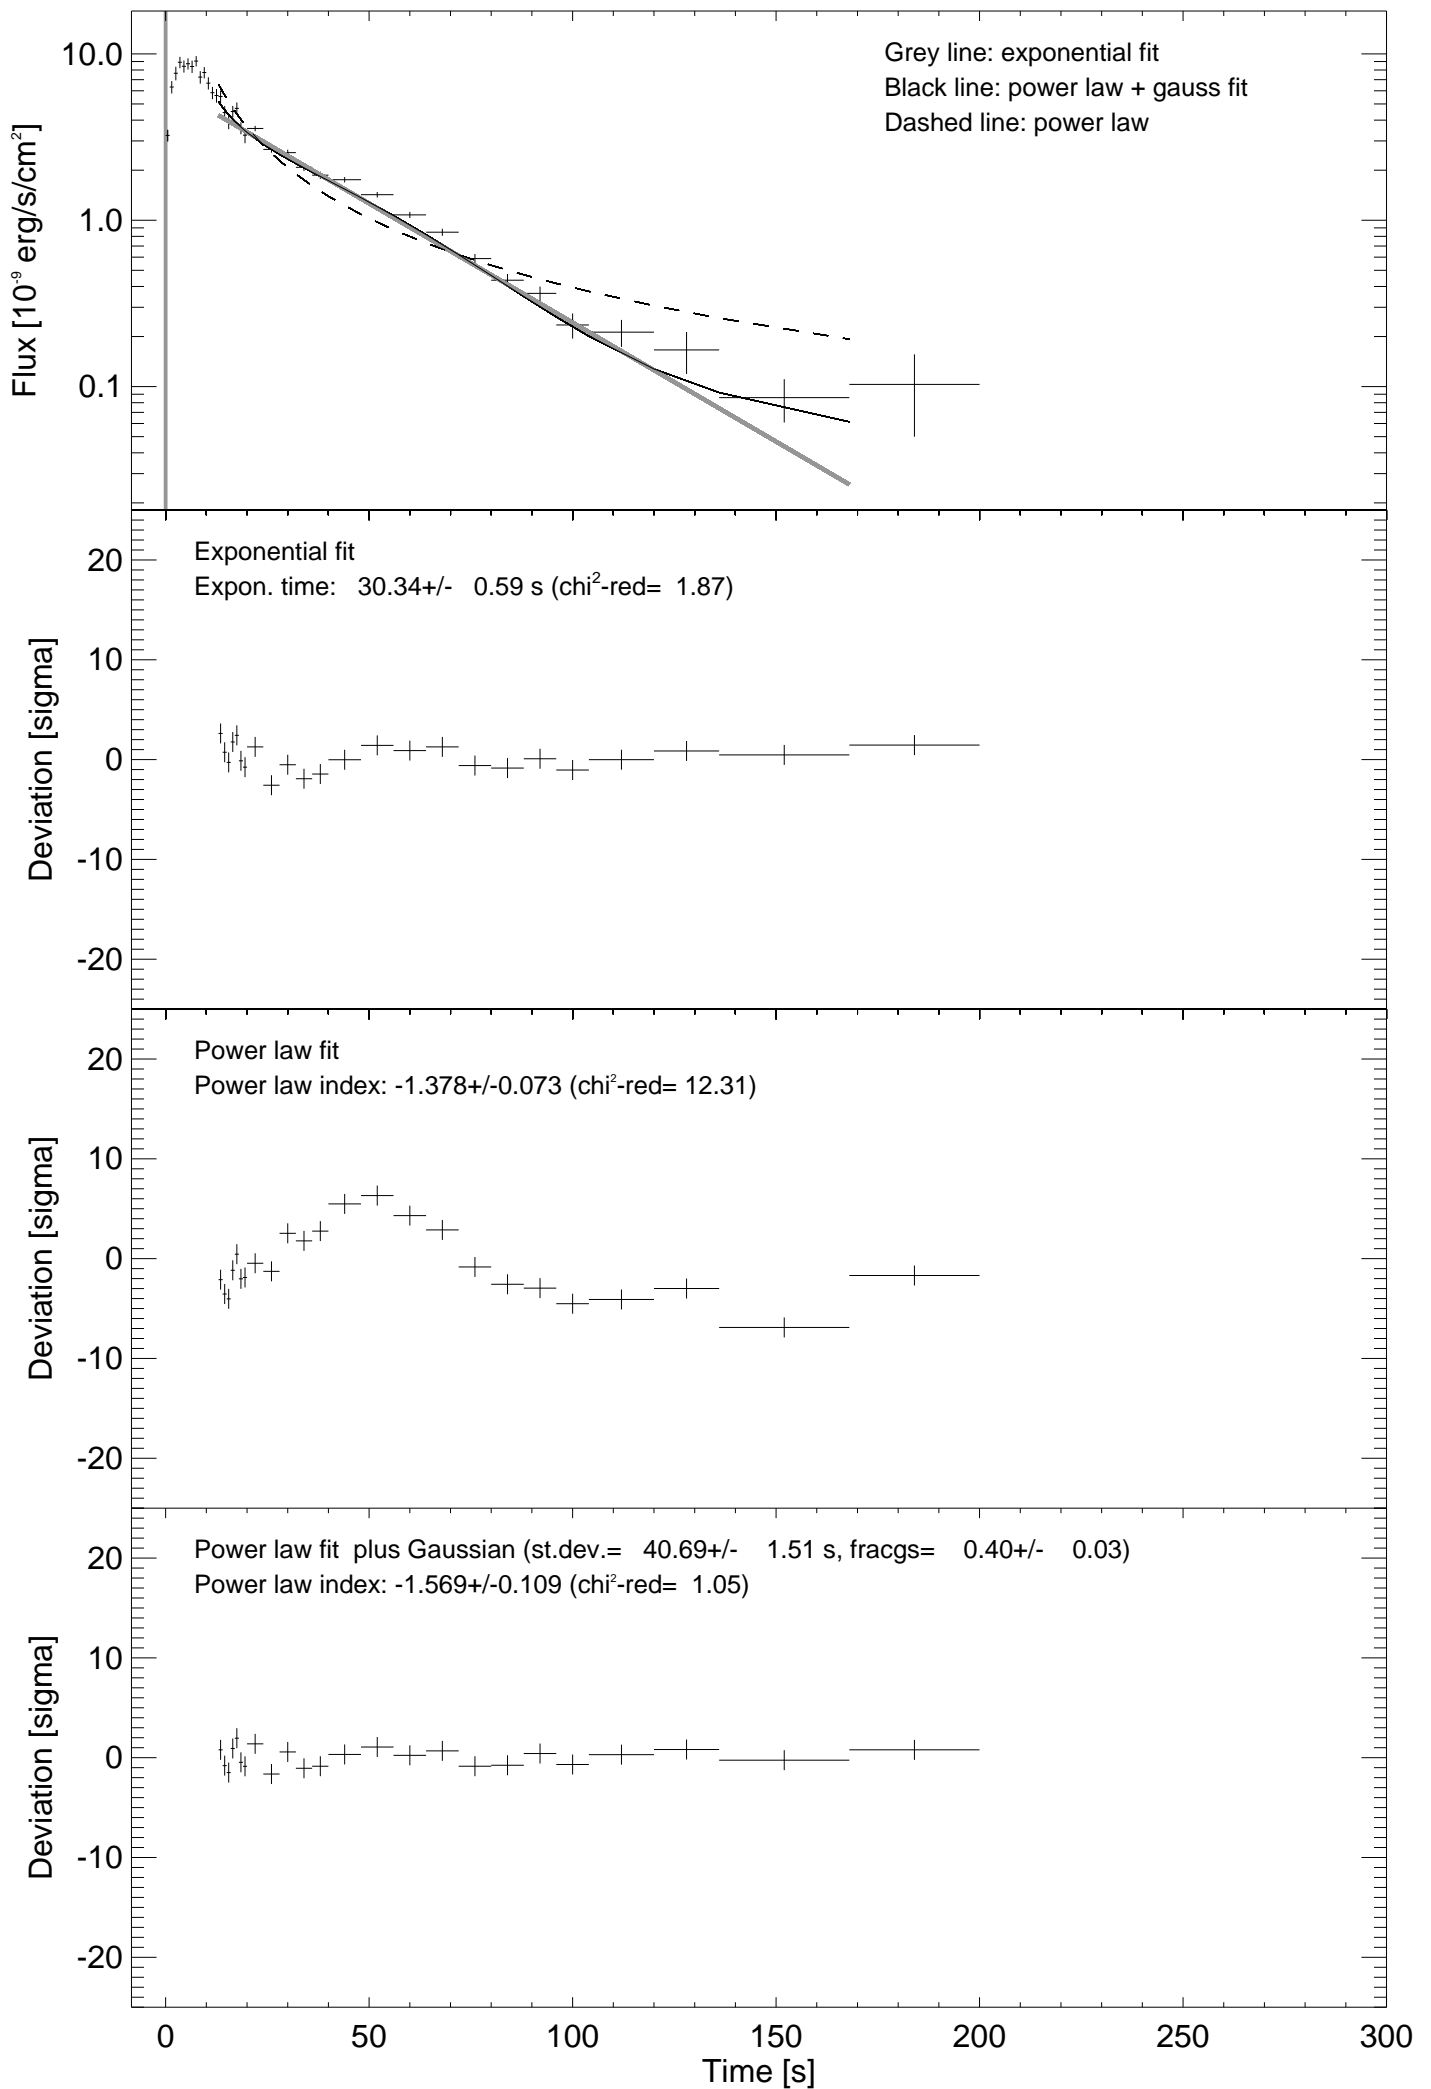 Grey line: exponential fit
Black line: power law + gauss fit
Dashed line: power law
10.0
1.0
0.1
Flux [10⁻⁹ erg/s/cm²]
Exponential fit
Expon. time: 30.34+/- 0.59 s (chi²-red= 1.87)
20
10
0
-10
-20
Deviation [sigma]
Power law fit
Power law index: -1.378+/-0.073 (chi²-red= 12.31)
20
10
0
-10
-20
Deviation [sigma]
Power law fit plus Gaussian (st.dev.= 40.69+/- 1.51 s, fracgs= 0.40+/- 0.03)
Power law index: -1.569+/-0.109 (chi²-red= 1.05)
20
10
0
-10
-20
Deviation [sigma]
0 50 100 150 200 250 300
Time [s]